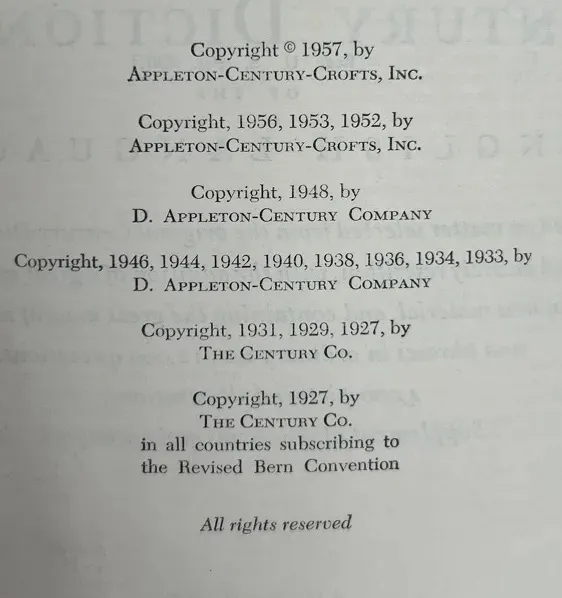 Copyright © 1957, by
APPLETON-CENTURY-CROFTS, INC.
Copyright, 1956, 1953, 1952, by
APPLETON-CENTURY-CROFTS, INC.
Copyright, 1948, by
D. APPLETON-CENTURY COMPANY
Copyright, 1946, 1944, 1942, 1940, 1938, 1936, 1934, 1933, by
D. APPLETON-CENTURY COMPANY
Copyright, 1931, 1929, 1927, by
THE CENTURY CO.
Copyright, 1927, by
THE CENTURY CO.
in all countries subscribing to
the Revised Bern Convention
All rights reserved